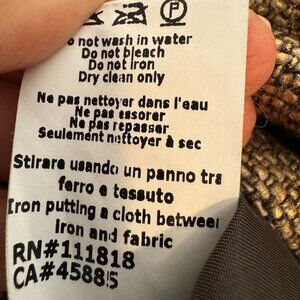 P
Do not wash in water
Do not bleach
Do not iron
Dry clean only
Ne pas nettoyer dans l'eau
Ne pas essorer
Ne pas repasser
Seulement nettoyer à sec
Stirare usando un panno tra
ferro e tessuto
Iron putting a cloth between
iron and fabric
RN#111818
CA#45885